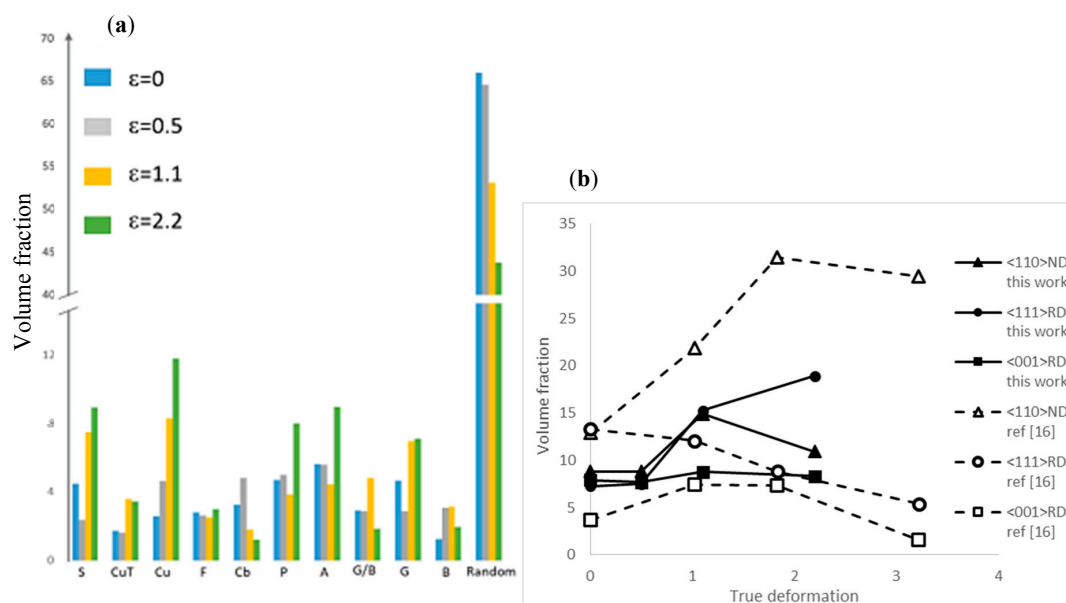 (a)
70
65
60
55
50
45
40
12
8
4
0
Volume fraction
ε=0
ε=0.5
ε=1.1
ε=2.2
S CuT Cu F Cb P A G/B G B Random
(b)
35
30
25
20
15
10
5
0
Volume fraction
0 1 2 3 4
True deformation
<110>ND
this work
<111>RD
this work
<001>RD
this work
<110>ND
ref [16]
<111>RD
ref [16]
<001>RD
ref [16]